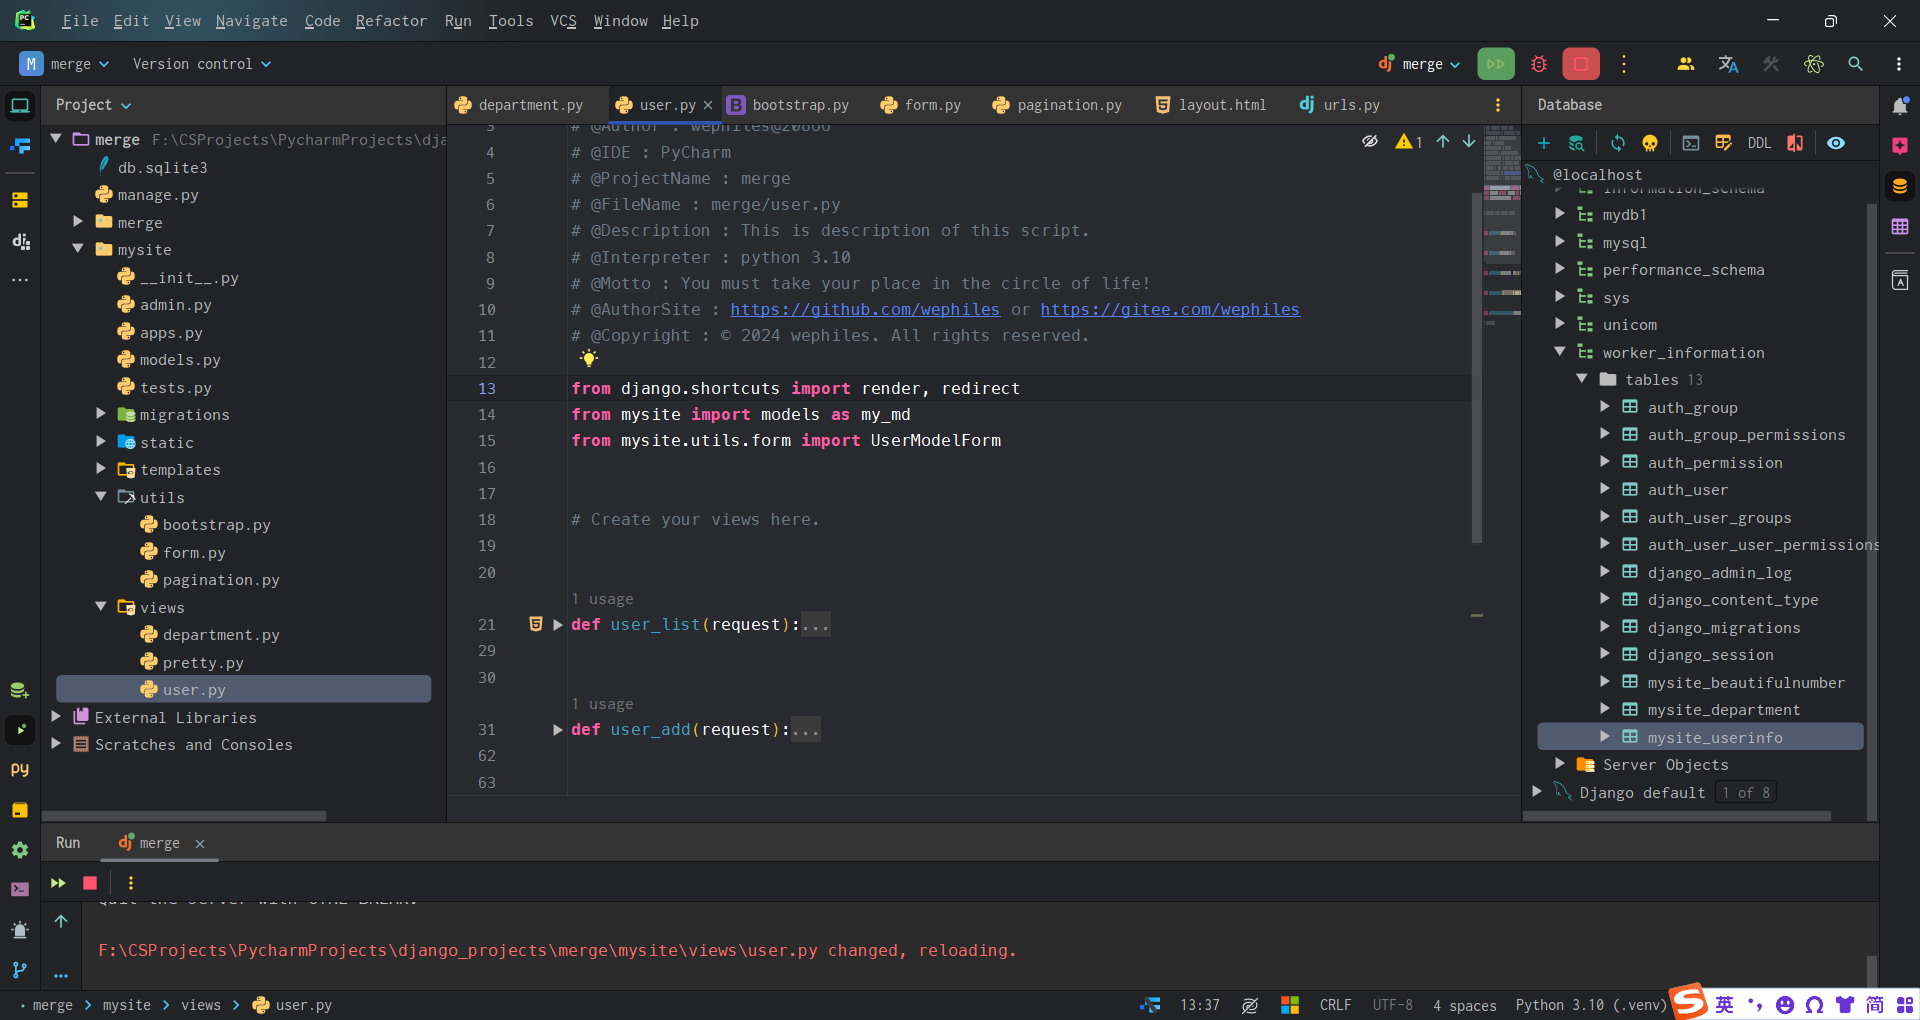 File Edit View Navigate Code Refactor Run Tools VCS Window Help
M merge Version control merge
Project
department.py user.py bootstrap.py form.py pagination.py layout.html urls.py
Database
merge F:\CSProjects\PycharmProjects\dja
db.sqlite3
manage.py
merge
mysite
__init__.py
admin.py
apps.py
models.py
tests.py
migrations
static
templates
utils
bootstrap.py
form.py
pagination.py
views
department.py
pretty.py
user.py
External Libraries
Scratches and Consoles
3 # @Author : wephiles@20866
4 # @IDE : PyCharm
5 # @ProjectName : merge
6 # @FileName : merge/user.py
7 # @Description : This is description of this script.
8 # @Interpreter : python 3.10
9 # @Motto : You must take your place in the circle of life!
10 # @AuthorSite : https://github.com/wephiles or https://gitee.com/wephiles
11 # @Copyright : © 2024 wephiles. All rights reserved.
12
13 from django.shortcuts import render, redirect
14 from mysite import models as my_md
15 from mysite.utils.form import UserModelForm
16
17
18 # Create your views here.
19
20
1 usage
21 def user_list(request):...
29
30
1 usage
31 def user_add(request):...
62
63
1
DDL
@localhost
information_schema
mydb1
mysql
performance_schema
sys
unicom
worker_information
tables 13
auth_group
auth_group_permissions
auth_permission
auth_user
auth_user_groups
auth_user_user_permissions
django_admin_log
django_content_type
django_migrations
django_session
mysite_beautifulnumber
mysite_department
mysite_userinfo
Server Objects
Django default 1 of 8
Run merge
Quit the server with CTRL-BREAK.
F:\CSProjects\PycharmProjects\django_projects\merge\mysite\views\user.py changed, reloading.
merge > mysite > views > user.py
13:37 CRLF UTF-8 4 spaces Python 3.10 (.venv)
英 简